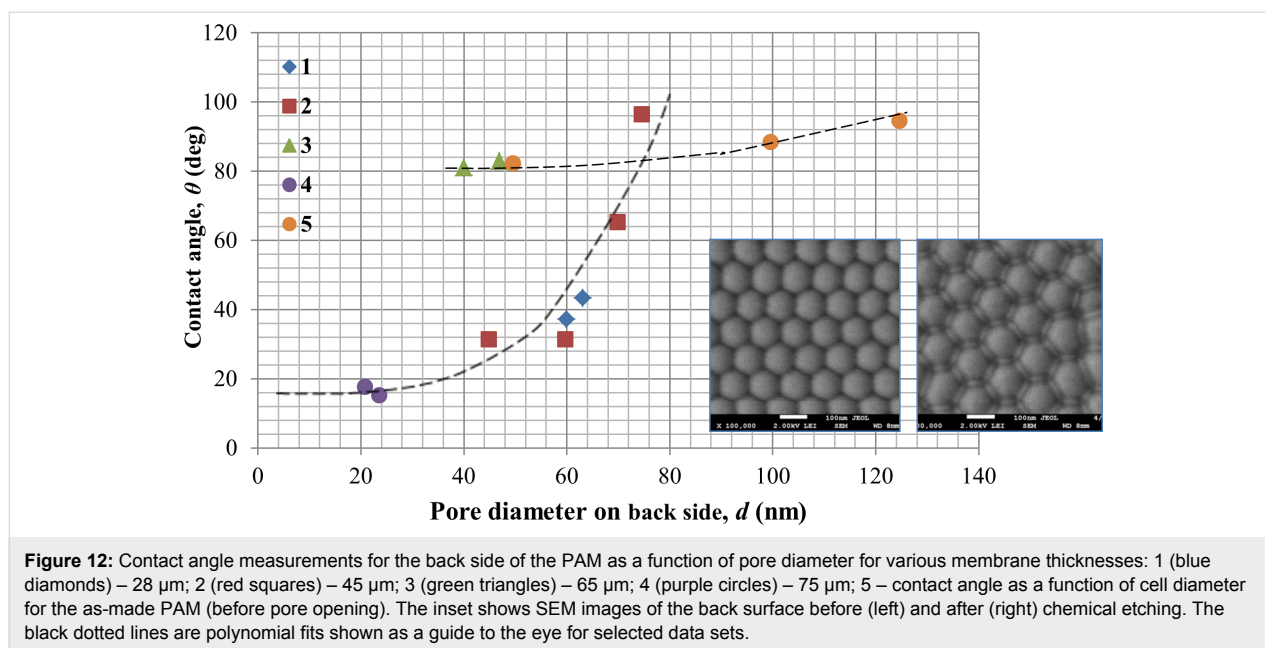 120
100
80
60
40
20
0
Contact angle, θ (deg)
1
2
3
4
5
0 20 40 60 80 100 120 140
Pore diameter on back side, d (nm)
100nm JEOL
X 100,000 2.00kV LEI SEM WD 8mm
100nm JEOL 4/
00,000 2.00kV LEI SEM WD 8mm
Figure 12: Contact angle measurements for the back side of the PAM as a function of pore diameter for various membrane thicknesses: 1 (blue
diamonds) – 28 µm; 2 (red squares) – 45 µm; 3 (green triangles) – 65 µm; 4 (purple circles) – 75 µm; 5 – contact angle as a function of cell diameter
for the as-made PAM (before pore opening). The inset shows SEM images of the back surface before (left) and after (right) chemical etching. The
black dotted lines are polynomial fits shown as a guide to the eye for selected data sets.